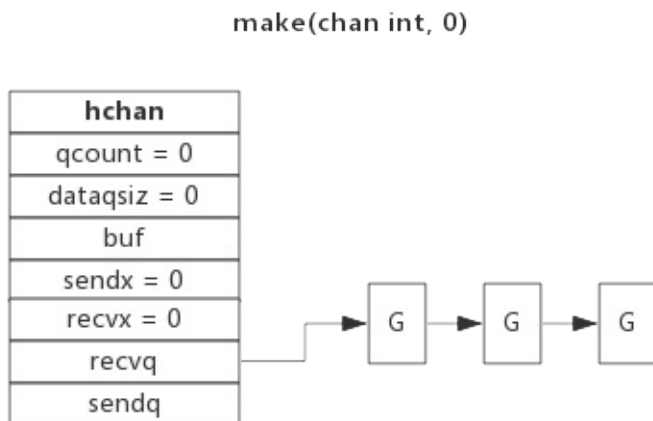 make(chan int, 0)
hchan
qcount = 0
dataqsiz = 0
buf
sendx = 0
recvx = 0
G G G
recvq
sendq